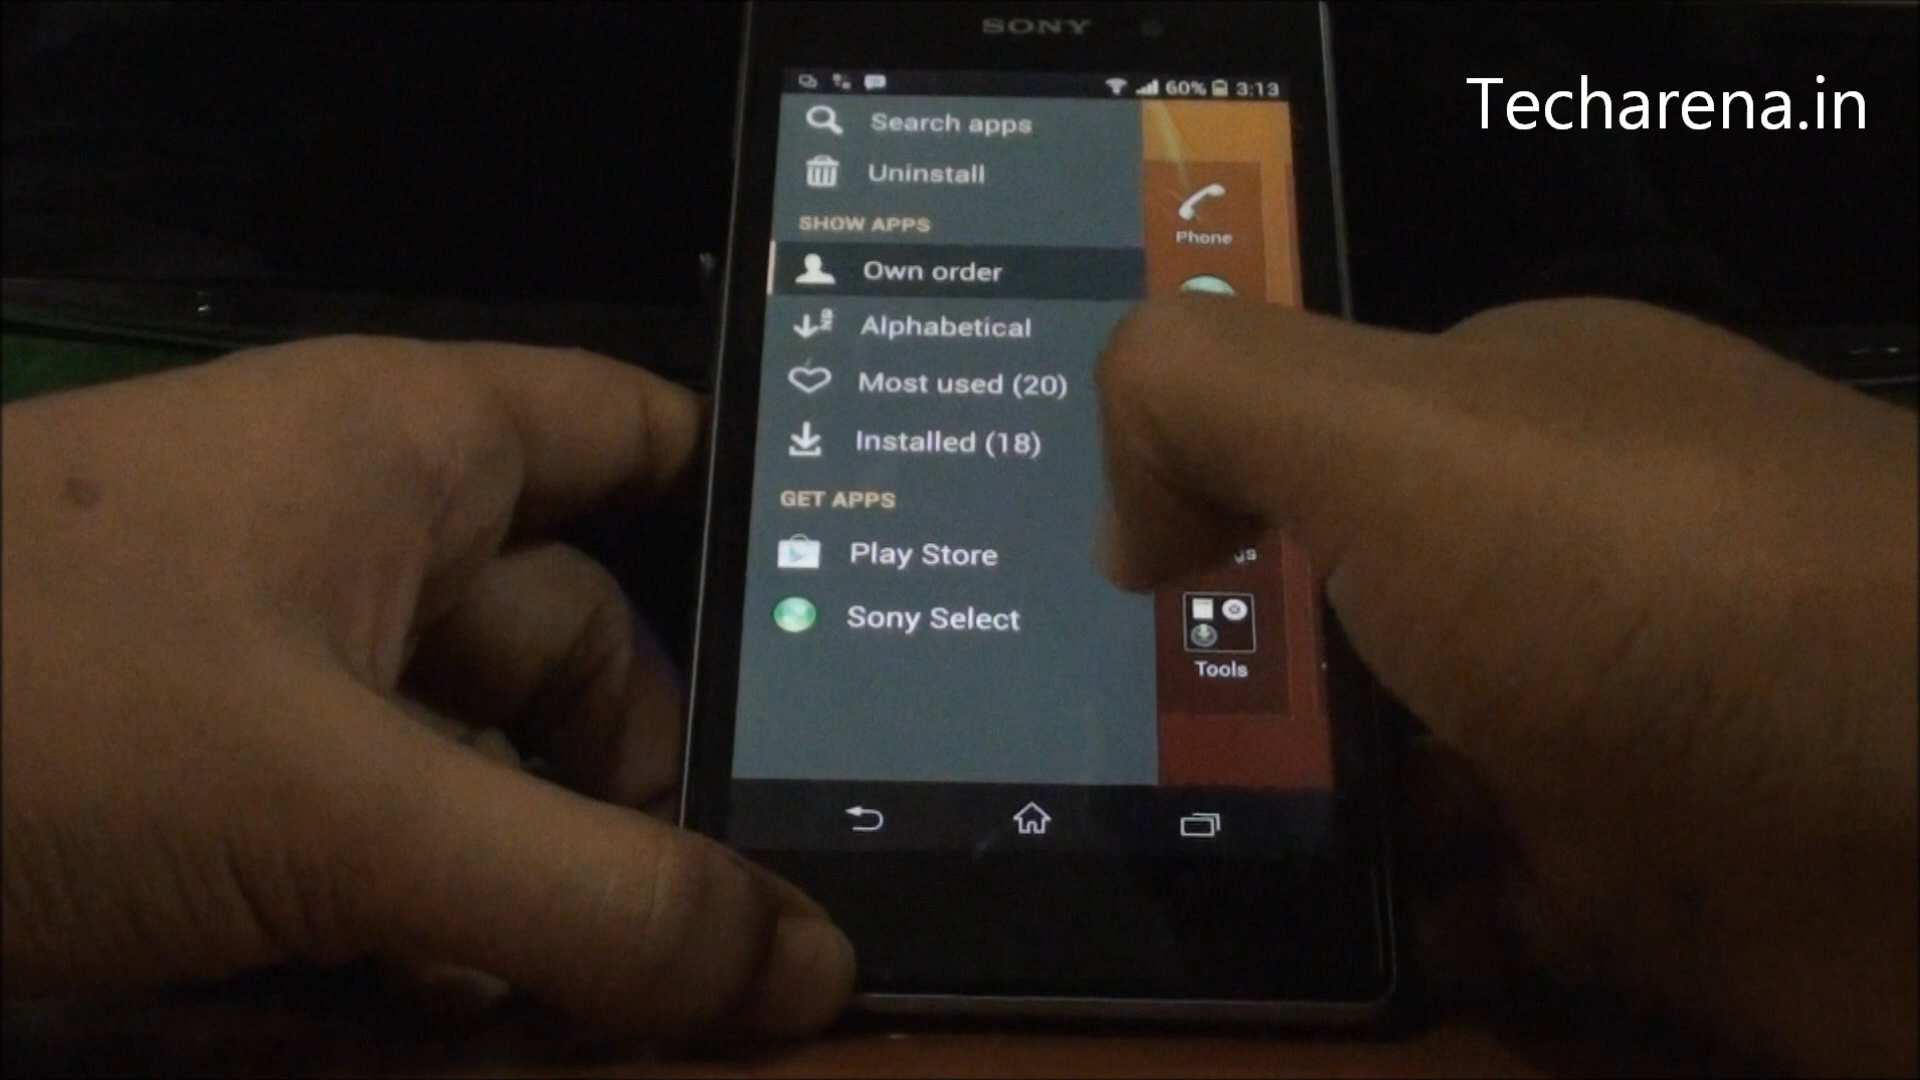 SONY
Techarena.in
60% 3:13
Search apps
Uninstall
SHOW APPS
Own order
Alphabetical
Most used (20)
Installed (18)
GET APPS
Play Store
Sony Select
Phone
Tools